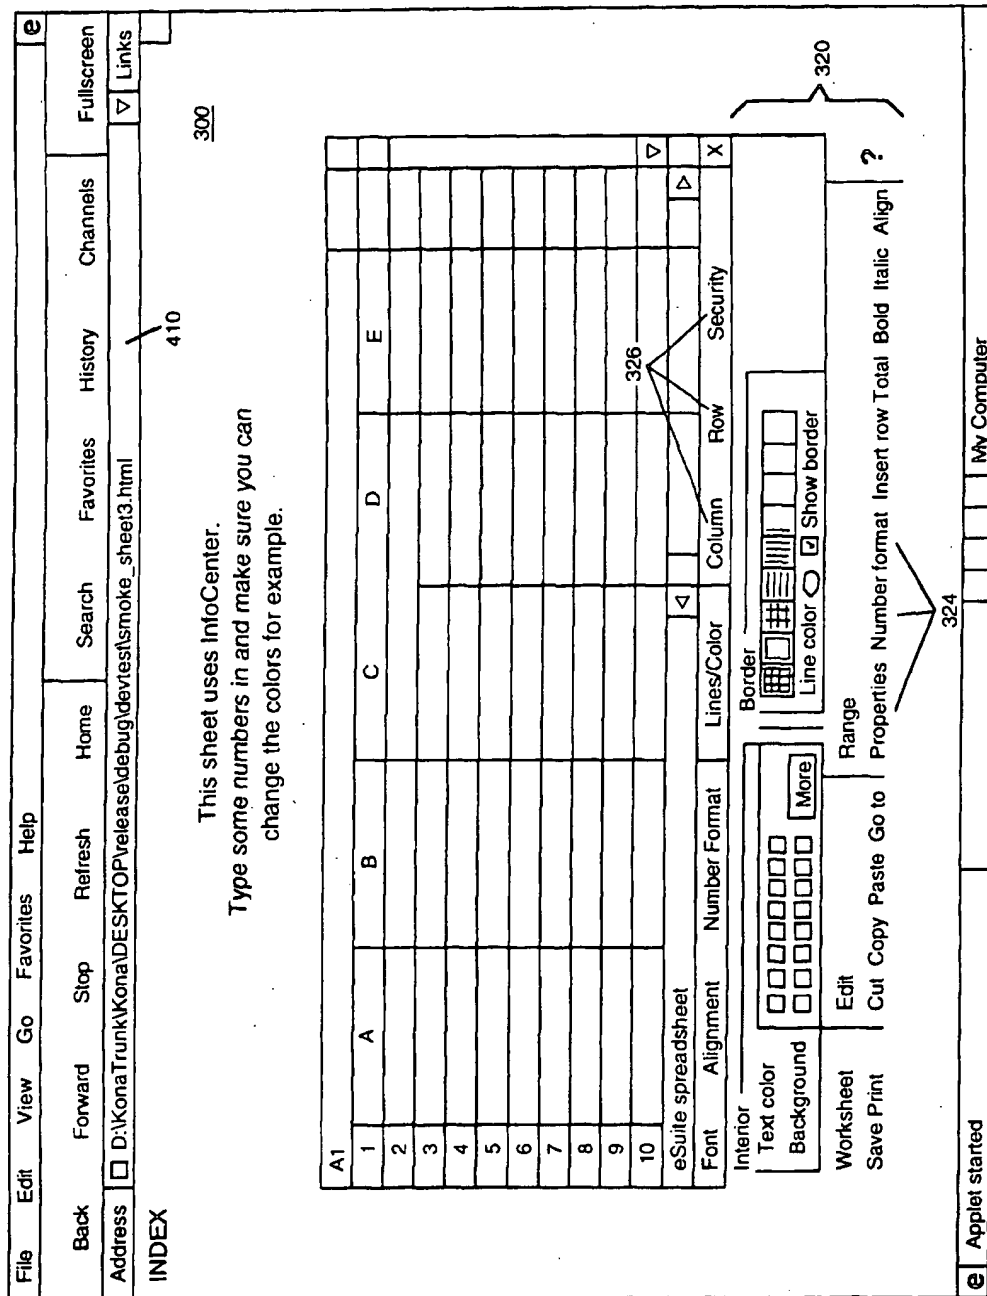 File Edit View Go Favorites Help
e
Back Forward Stop Refresh Home Search Favorites History Channels Fullscreen
Address D:\KonaTrunk\Kona\DESKTOP\release\debug\devtest\smoke_sheet3.html Links
INDEX
410
300
This sheet uses InfoCenter.
Type some numbers in and make sure you can
change the colors for example.
A1
1 A B C D E
2
3
4
5
6
7
8
9
10
326
eSuite spreadsheet
Font Alignment Number Format Lines/Color Column Row Security X
Interior Border
Text color
Background More Line color Show border
320
Worksheet Edit Range
Save Print Cut Copy Paste Go to Properties Number format Insert row Total Bold Italic Align ?
324
e Applet started My Computer